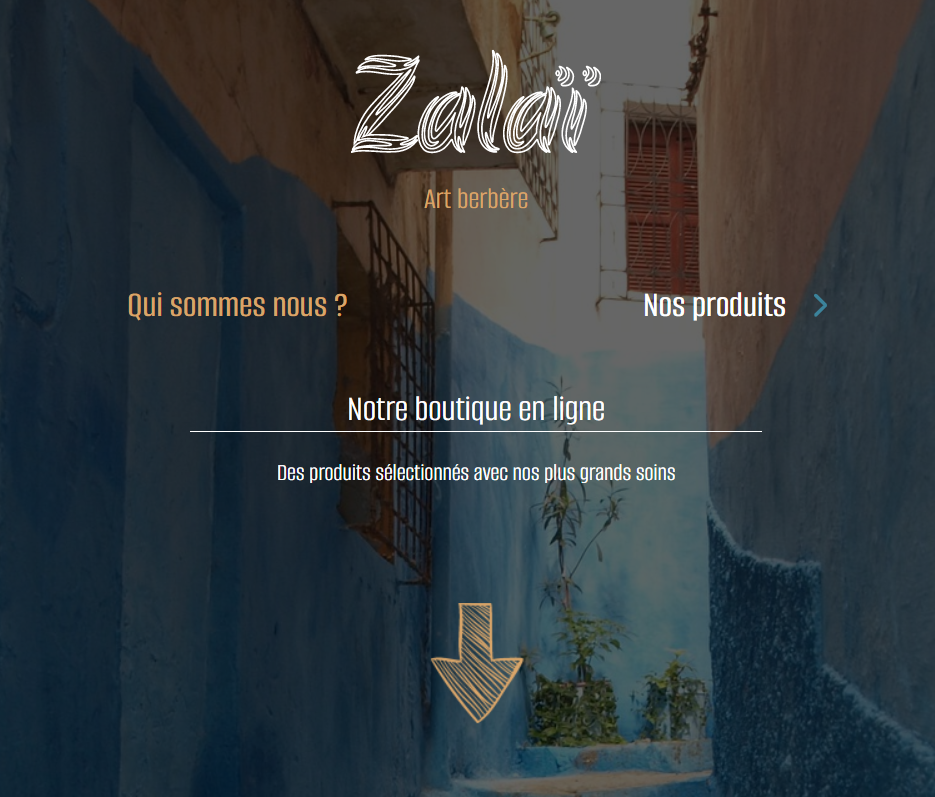 Zalaï
Art berbère
Qui sommes nous ?
Nos produits
Notre boutique en ligne
Des produits sélectionnés avec nos plus grands soins